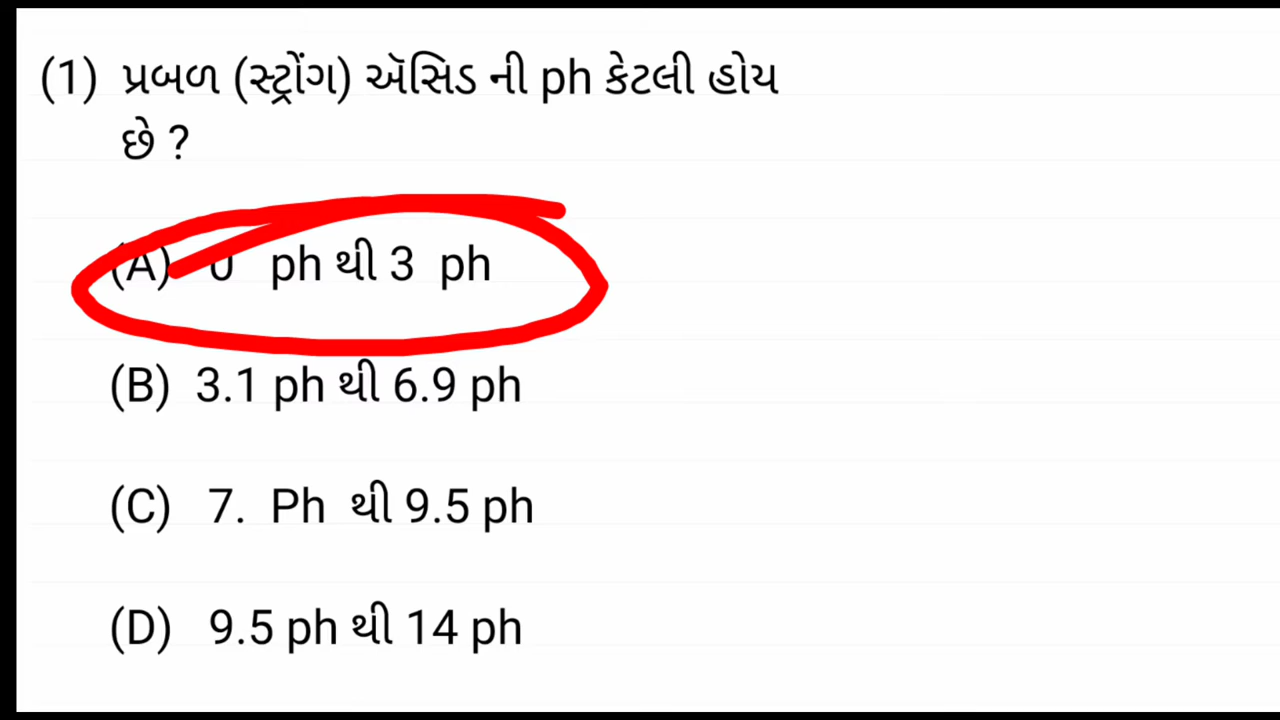 (1) પ્રબળ (સ્ટ્રોંગ) ઍસિડ ની ph કેટલી હોય
છે ?
(A) 0 ph થી 3 ph
(B) 3.1 ph થી 6.9 ph
(C) 7. Ph થી 9.5 ph
(D) 9.5 ph થી 14 ph